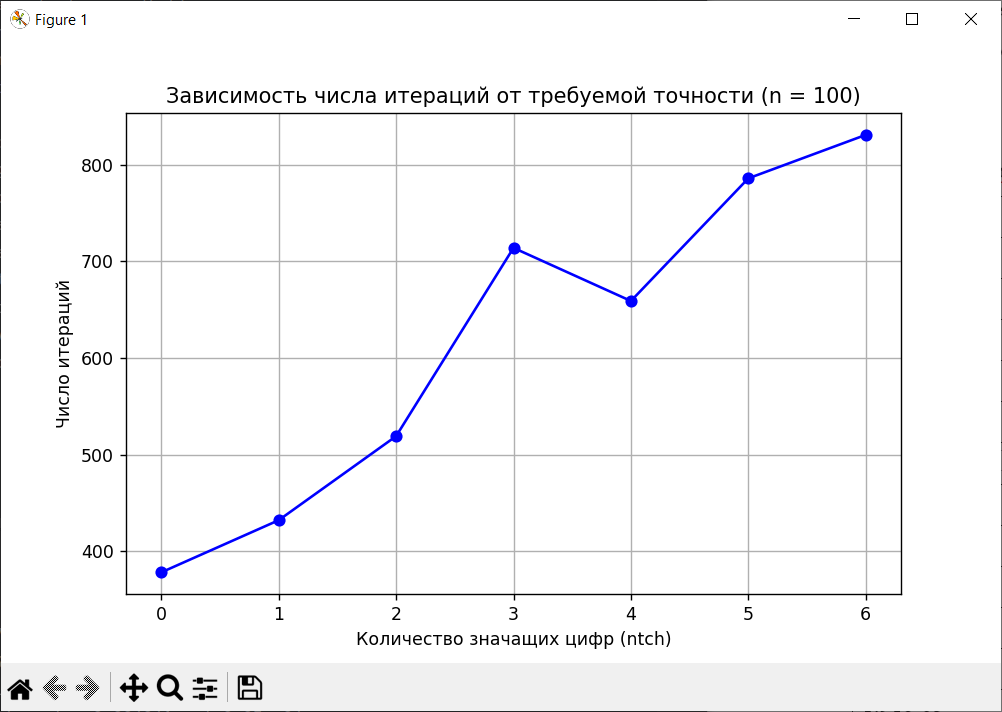 Figure 1
Зависимость числа итераций от требуемой точности (n = 100)
800
700
600
500
400
Число итераций
0 1 2 3 4 5 6
Количество значащих цифр (ntch)